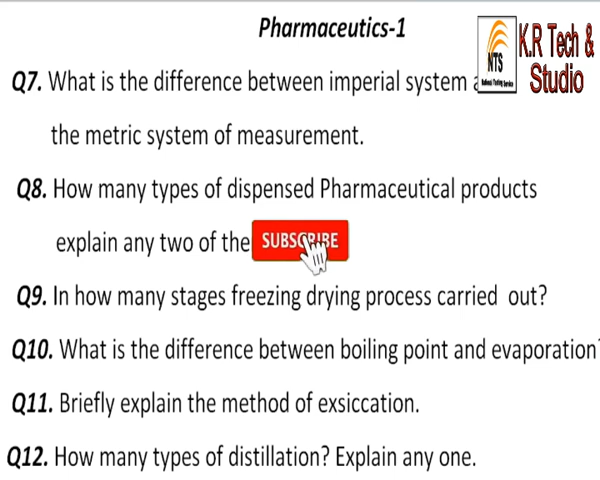 Pharmaceutics-1
K.R Tech &
Studio
NTS
National Testing Service
Q7. What is the difference between imperial system
the metric system of measurement.
Q8. How many types of dispensed Pharmaceutical products
explain any two of the
SUBSCRIBE
Q9. In how many stages freezing drying process carried out?
Q10. What is the difference between boiling point and evaporation
Q11. Briefly explain the method of exsiccation.
Q12. How many types of distillation? Explain any one.